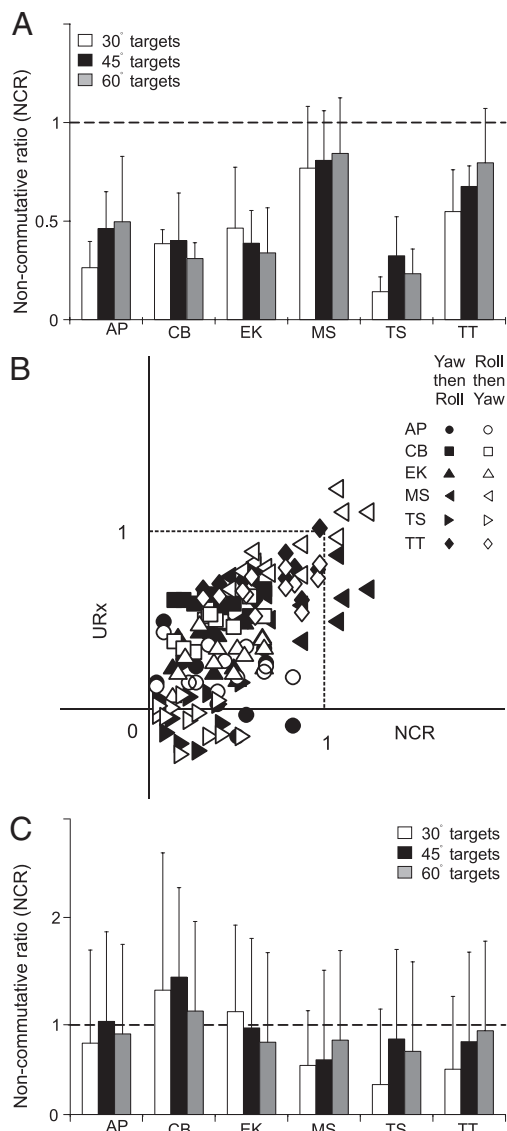 A
Non-commutative ratio (NCR)
1
0.5
0
30° targets
45° targets
60° targets
AP CB EK MS TS TT
B
Yaw then Roll
Roll then Yaw
AP
CB
EK
MS
TS
TT
1
URx
0
1
NCR
C
Non-commutative ratio (NCR)
2
1
0
30° targets
45° targets
60° targets
AP CB EK MS TS TT